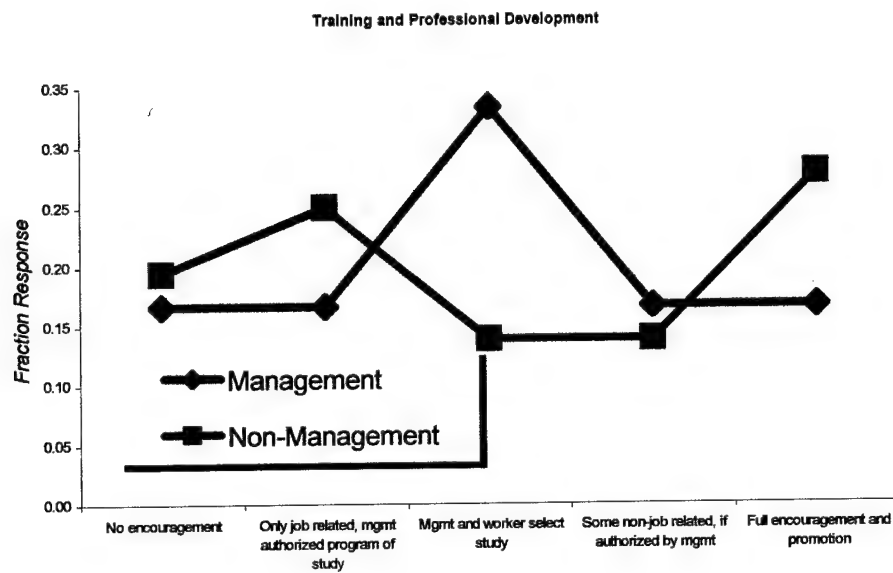 Training and Professional Development
0.35
0.30
0.25
0.20
0.15
0.10
0.05
0.00
Fraction Response
Management
Non-Management
No encouragement
Only job related, mgmt
authorized program of
study
Mgmt and worker select
study
Some non-job related, if
authorized by mgmt
Full encouragement and
promotion